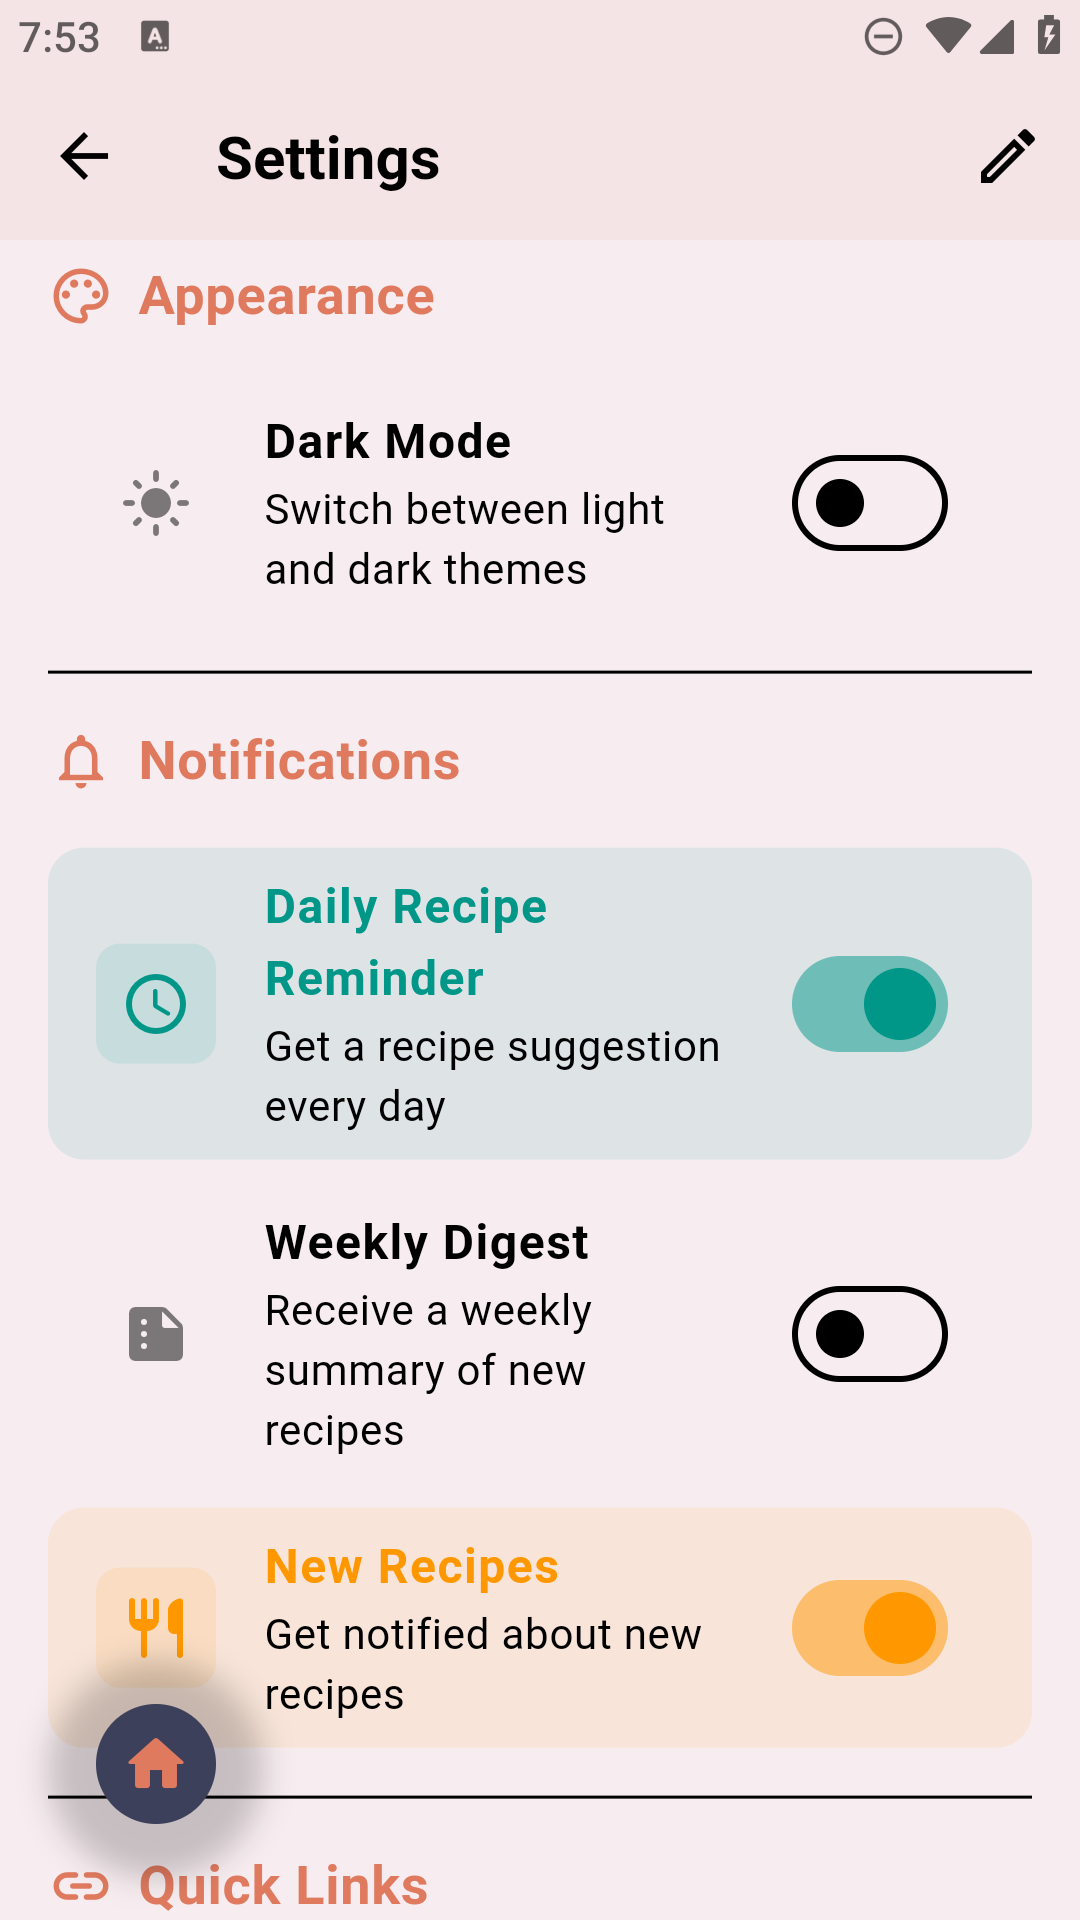 7:53
A
Settings
Appearance
Dark Mode
Switch between light
and dark themes
Notifications
Daily Recipe
Reminder
Get a recipe suggestion
every day
Weekly Digest
Receive a weekly
summary of new
recipes
New Recipes
Get notified about new
recipes
Quick Links